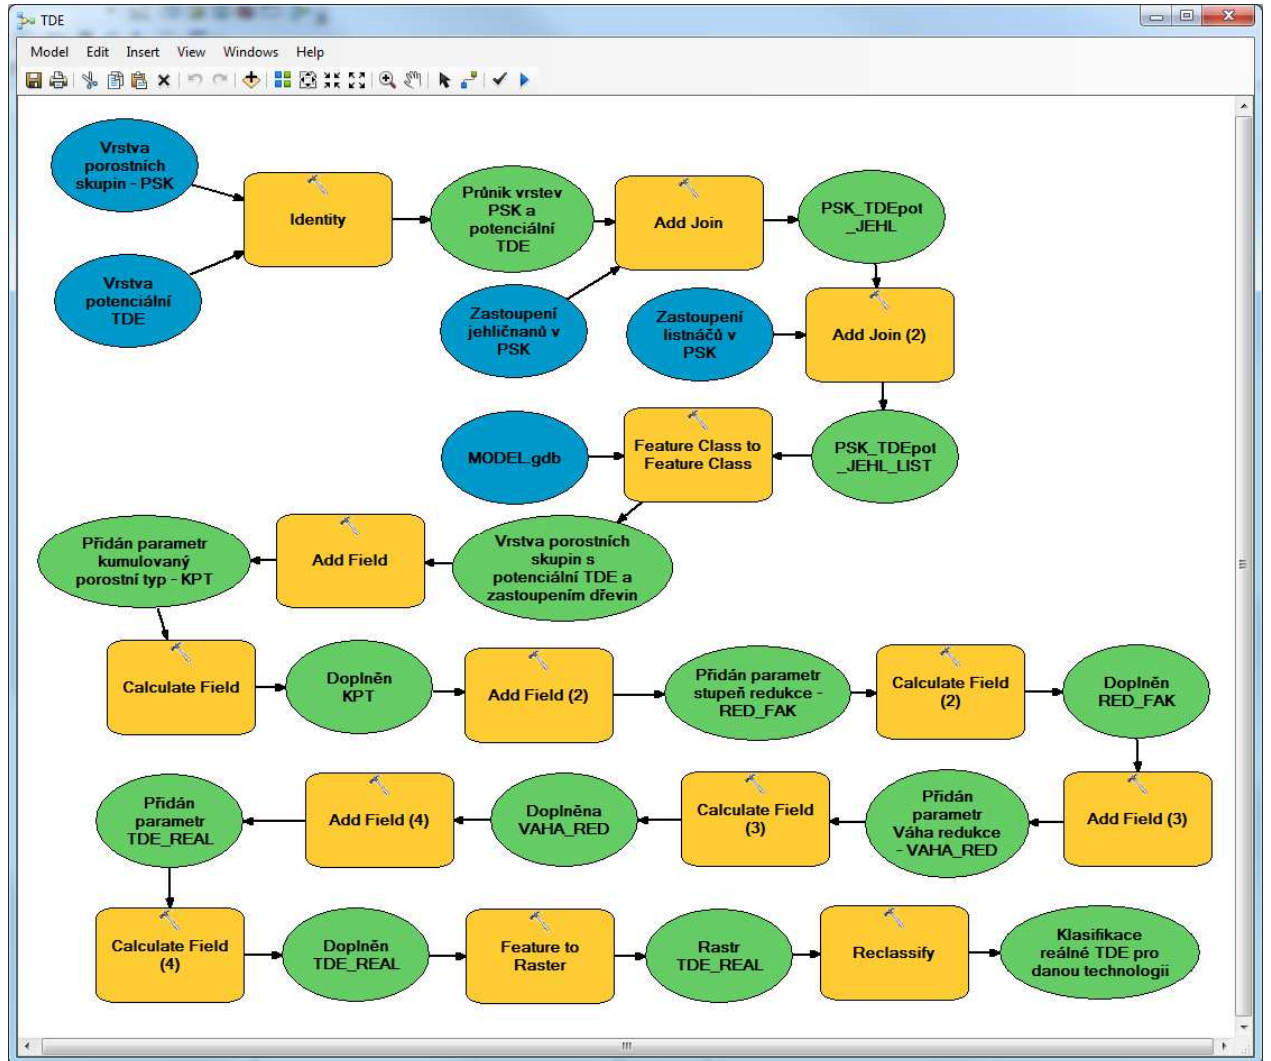 TDE
Model Edit Insert View Windows Help
Vrstva
porostních
skupin - PSK
Identity
Průnik vrstev
PSK a
potenciální
TDE
Add Join
PSK_TDEpot
_JEHL
Vrstva
potenciální
TDE
Zastoupení
jehličnanů v
PSK
Zastoupení
listnáčů v
PSK
Add Join (2)
MODEL.gdb
Feature Class to
Feature Class
PSK_TDEpot
_JEHL_LIST
Přidán parametr
kumulovaný
porostní typ - KPT
Add Field
Vrstva porostních
skupin s
potenciální TDE a
zastoupením dřevin
Calculate Field
Doplněn
KPT
Add Field (2)
Přidán parametr
stupeň redukce -
RED_FAK
Calculate Field
(2)
Doplněn
RED_FAK
Přidán
parametr
TDE_REAL
Add Field (4)
Doplněna
VAHA_RED
Calculate Field
(3)
Přidán
parametr
Váha redukce
- VAHA_RED
Add Field (3)
Calculate Field
(4)
Doplněn
TDE_REAL
Feature to
Raster
Rastr
TDE_REAL
Reclassify
Klasifikace
reálné TDE pro
danou technologii